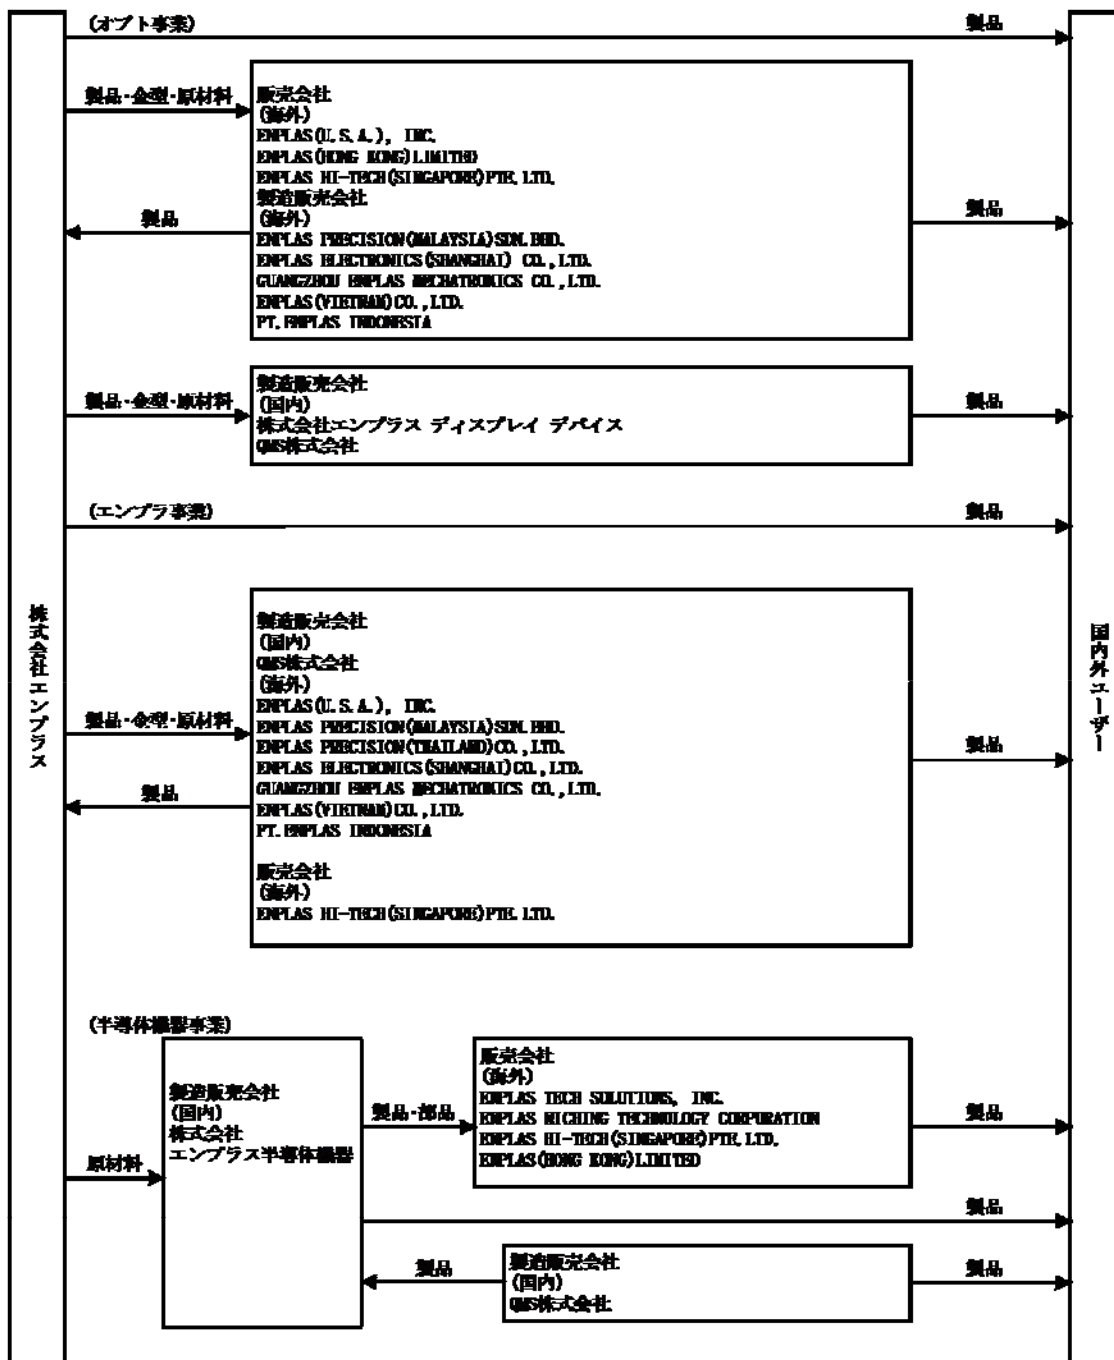 (オプト事業)
製品
製品・金型・原材料
販売会社
(海外)
ENPLAS(U.S.A.), INC.
ENPLAS(HONG KONG)LIMITED
ENPLAS HI-TECH(SINGAPORE)PTE.LTD.
製造販売会社
(海外)
ENPLAS PRECISION(MALAYSIA)SDN.BHD.
ENPLAS ELECTRONICS(SHANGHAI) CO.,LTD.
GUANGZHOU ENPLAS MECHATRONICS CO.,LTD.
ENPLAS(VIETNAM)CO.,LTD.
PT.ENPLAS INDONESIA
製品
製品
製品・金型・原材料
製造販売会社
(国内)
株式会社エンプラス ディスプレイ デバイス
QMS株式会社
製品
(エンプラ事業)
製品
株式会社エンプラス
国内外ユーザー
製品・金型・原材料
製品
製造販売会社
(国内)
QMS株式会社
(海外)
ENPLAS(U.S.A.), INC.
ENPLAS PRECISION(MALAYSIA)SDN.BHD.
ENPLAS PRECISION(THAILAND)CO.,LTD.
ENPLAS ELECTRONICS(SHANGHAI)CO.,LTD.
GUANGZHOU ENPLAS MECHATRONICS CO.,LTD.
ENPLAS(VIETNAM)CO.,LTD.
PT.ENPLAS INDONESIA
販売会社
(海外)
ENPLAS HI-TECH(SINGAPORE)PTE.LTD.
製品
(半導体機器事業)
原材料
製造販売会社
(国内)
株式会社
エンプラス半導体機器
製品・部品
販売会社
(海外)
ENPLAS TECH SOLUTIONS, INC.
ENPLAS NICHING TECHNOLOGY CORPORATION
ENPLAS HI-TECH(SINGAPORE)PTE.LTD.
ENPLAS(HONG KONG)LIMITED
製品
製品
製品
製造販売会社
(国内)
QMS株式会社
製品